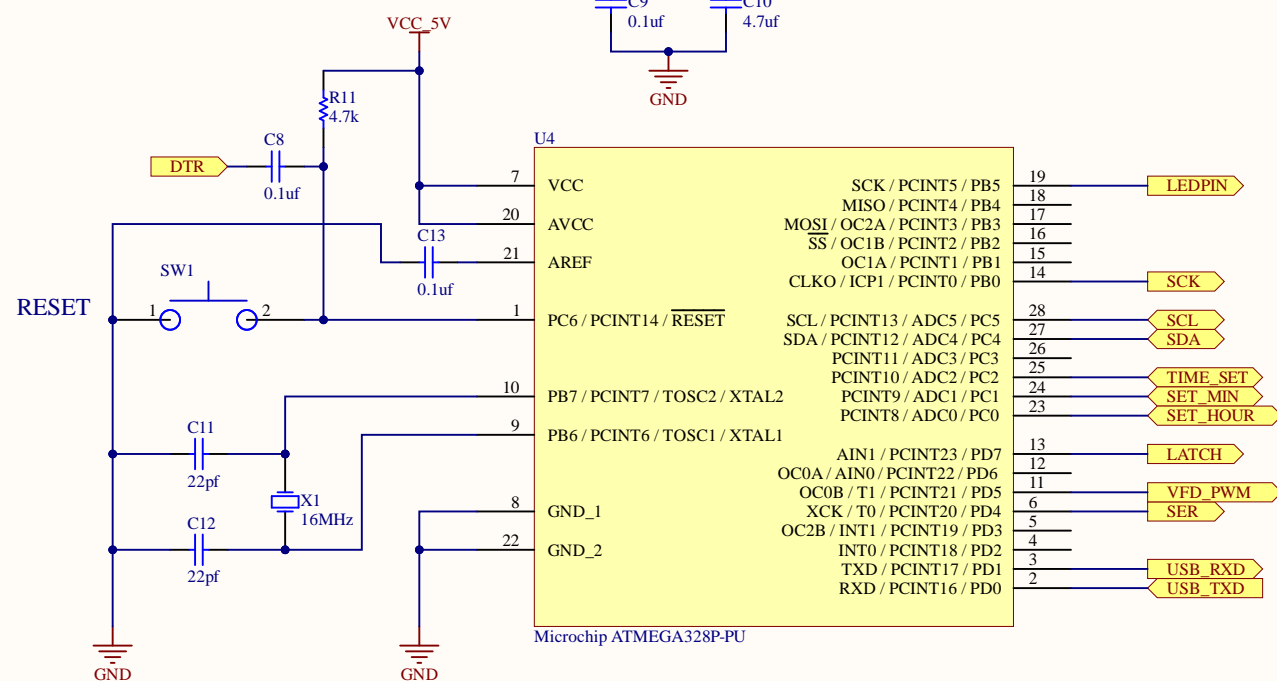 C9
0.1uf
C10
4.7uf
GND
VCC_5V
R11
4.7k
C8
0.1uf
DTR
C13
0.1uf
SW1
RESET
1
2
C11
22pf
X1
16MHz
C12
22pf
GND
GND
U4
7 VCC
20 AVCC
21 AREF
1 PC6 / PCINT14 / RESET
10 PB7 / PCINT7 / TOSC2 / XTAL2
9 PB6 / PCINT6 / TOSC1 / XTAL1
8 GND_1
22 GND_2
SCK / PCINT5 / PB5 19 LEDPIN
MISO / PCINT4 / PB4 18
MOSI / OC2A / PCINT3 / PB3 17
SS / OC1B / PCINT2 / PB2 16
OC1A / PCINT1 / PB1 15
CLKO / ICP1 / PCINT0 / PB0 14 SCK
SCL / PCINT13 / ADC5 / PC5 28 SCL
SDA / PCINT12 / ADC4 / PC4 27 SDA
PCINT11 / ADC3 / PC3 26
PCINT10 / ADC2 / PC2 25 TIME_SET
PCINT9 / ADC1 / PC1 24 SET_MIN
PCINT8 / ADC0 / PC0 23 SET_HOUR
AIN1 / PCINT23 / PD7 13 LATCH
OC0A / AIN0 / PCINT22 / PD6 12
OC0B / T1 / PCINT21 / PD5 11 VFD_PWM
XCK / T0 / PCINT20 / PD4 6 SER
OC2B / INT1 / PCINT19 / PD3 5
INT0 / PCINT18 / PD2 4
TXD / PCINT17 / PD1 3 USB_RXD
RXD / PCINT16 / PD0 2 USB_TXD
Microchip ATMEGA328P-PU